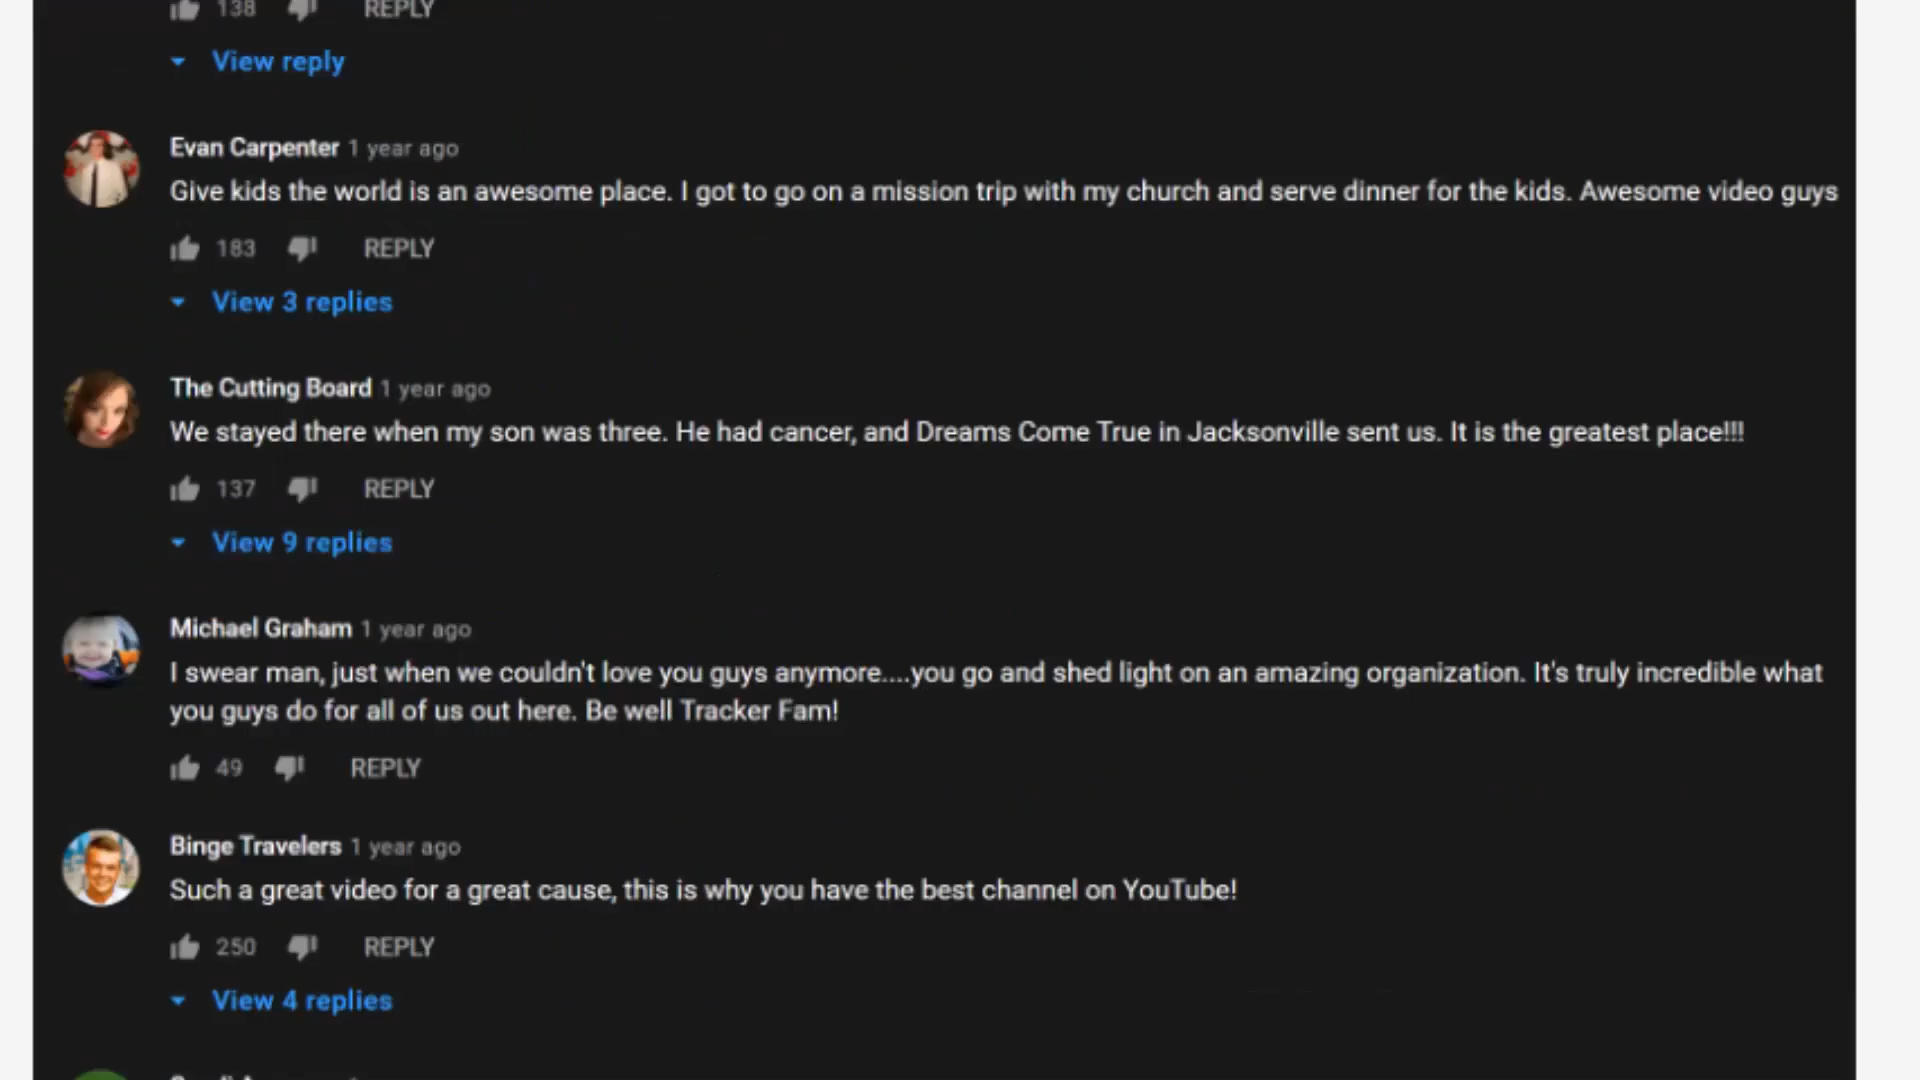 138 REPLY
View reply
Evan Carpenter 1 year ago
Give kids the world is an awesome place. I got to go on a mission trip with my church and serve dinner for the kids. Awesome video guys
183 REPLY
View 3 replies
The Cutting Board 1 year ago
We stayed there when my son was three. He had cancer, and Dreams Come True in Jacksonville sent us. It is the greatest place!!!
137 REPLY
View 9 replies
Michael Graham 1 year ago
I swear man, just when we couldn't love you guys anymore....you go and shed light on an amazing organization. It's truly incredible what
you guys do for all of us out here. Be well Tracker Fam!
49 REPLY
Binge Travelers 1 year ago
Such a great video for a great cause, this is why you have the best channel on YouTube!
250 REPLY
View 4 replies